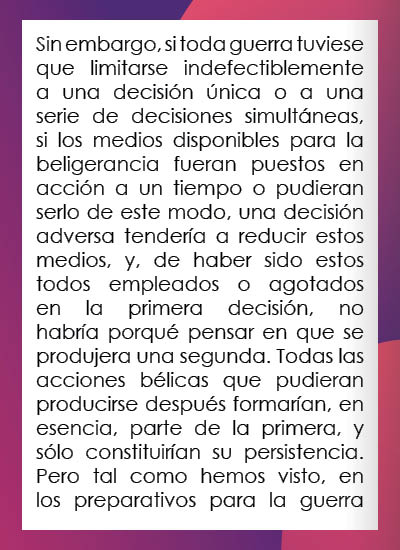 Sin embargo, si toda guerra tuviese
que limitarse indefectiblemente
a una decisión única o a una
serie de decisiones simultáneas,
si los medios disponibles para la
beligerancia fueran puestos en
acción a un tiempo o pudieran
serlo de este modo, una decisión
adversa tendería a reducir estos
medios, y, de haber sido estos
todos empleados o agotados
en la primera decisión, no
habría porqué pensar en que se
produjera una segunda. Todas las
acciones bélicas que pudieran
producirse después formarían, en
esencia, parte de la primera, y
sólo constituirían su persistencia.
Pero tal como hemos visto, en
los preparativos para la guerra